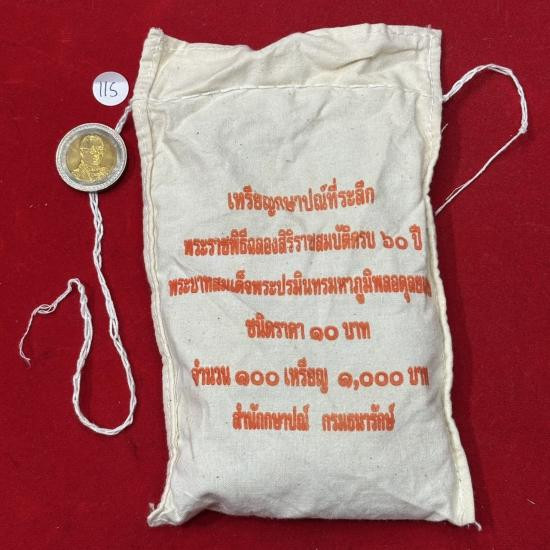 115
เหรียญกษาปณ์ที่ระลึก
พระราชพิธีฉลองสิริราชสมบัติครบ ๖๐ ปี
พระบาทสมเด็จพระปรมินทรมหาภูมิพลอดุลยเดช
ชนิดราคา ๑๐ บาท
จำนวน ๑๐๐ เหรียญ ๑,๐๐๐ บาท
สำนักกษาปณ์ กรมธนารักษ์